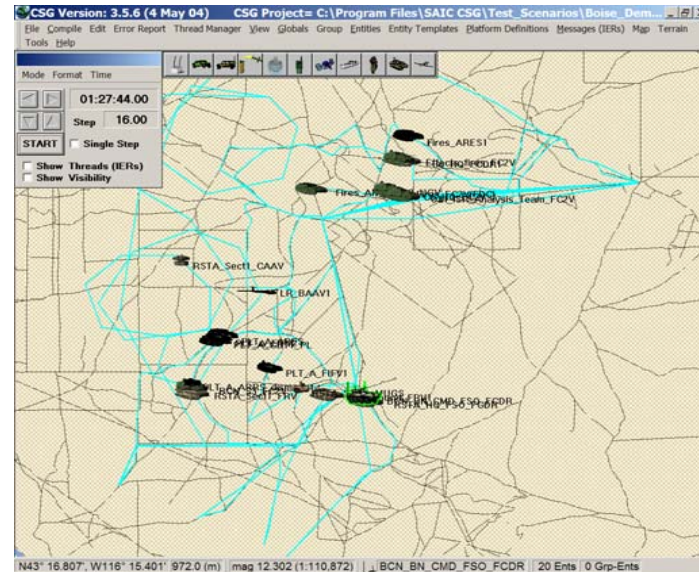 CSG Version: 3.5.6 (4 May 04) CSG Project= C:\Program Files\SAIC CSG\Test_Scenarios\Boise_Dem...
File Compile Edit Error Report Thread Manager View Globals Group Entities Entity Templates Platform Definitions Messages (IERs) Map Terrain
Tools Help
Mode Format Time
01:27:44.00
Step 16.00
START Single Step
Show Threads (IERs)
Show Visibility
Fires_ARES1
RSTA_Sect1_CAAV
LR_BAAV1
PLT_A_FIFV1
RSTA_Sect1_FRV
BCN_BN_CMD_FSO_FCDR
RSTA_HQ_FSO_FCDR
N43° 16.807', W116° 15.401' 972.0 (m) mag 12.302 (1:110,872) BCN_BN_CMD_FSO_FCDR 20 Ents 0 Grp-Ents